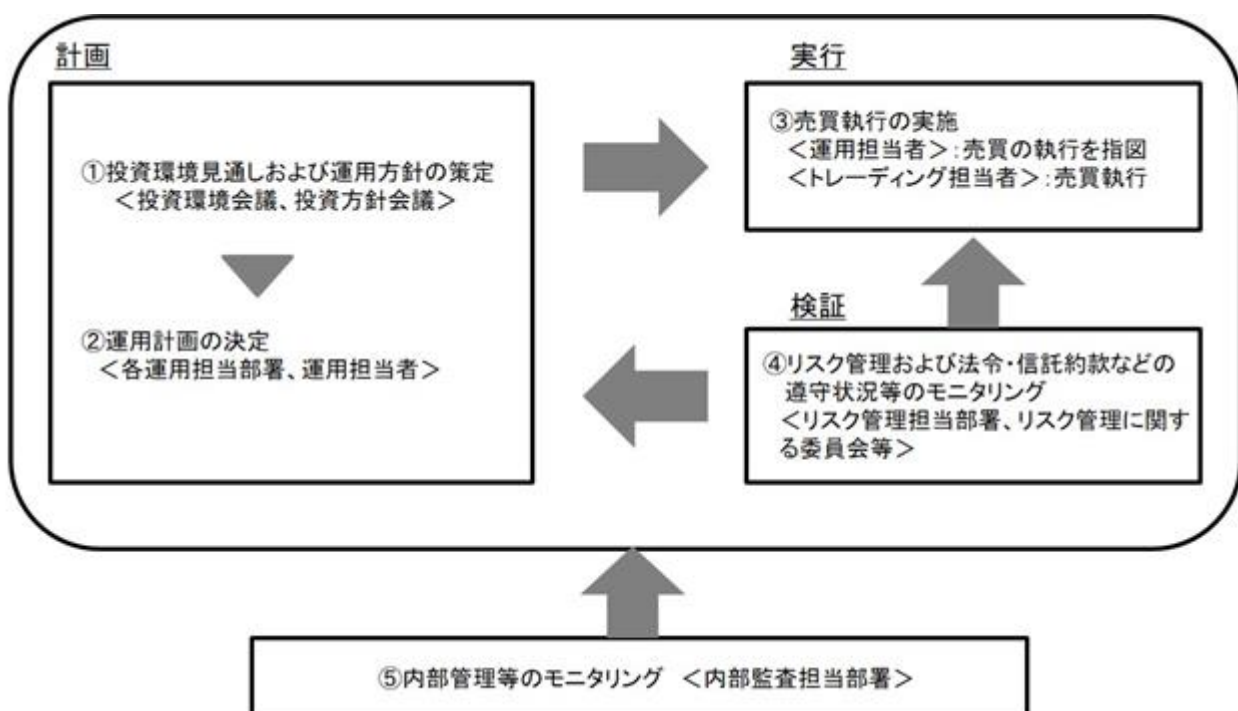 計画
①投資環境見通しおよび運用方針の策定
＜投資環境会議、投資方針会議＞
②運用計画の決定
＜各運用担当部署、運用担当者＞
実行
③売買執行の実施
＜運用担当者＞：売買の執行を指図
＜トレーディング担当者＞：売買執行
検証
④リスク管理および法令・信託約款などの
遵守状況等のモニタリング
＜リスク管理担当部署、リスク管理に関す
る委員会等＞
⑤内部管理等のモニタリング ＜内部監査担当部署＞